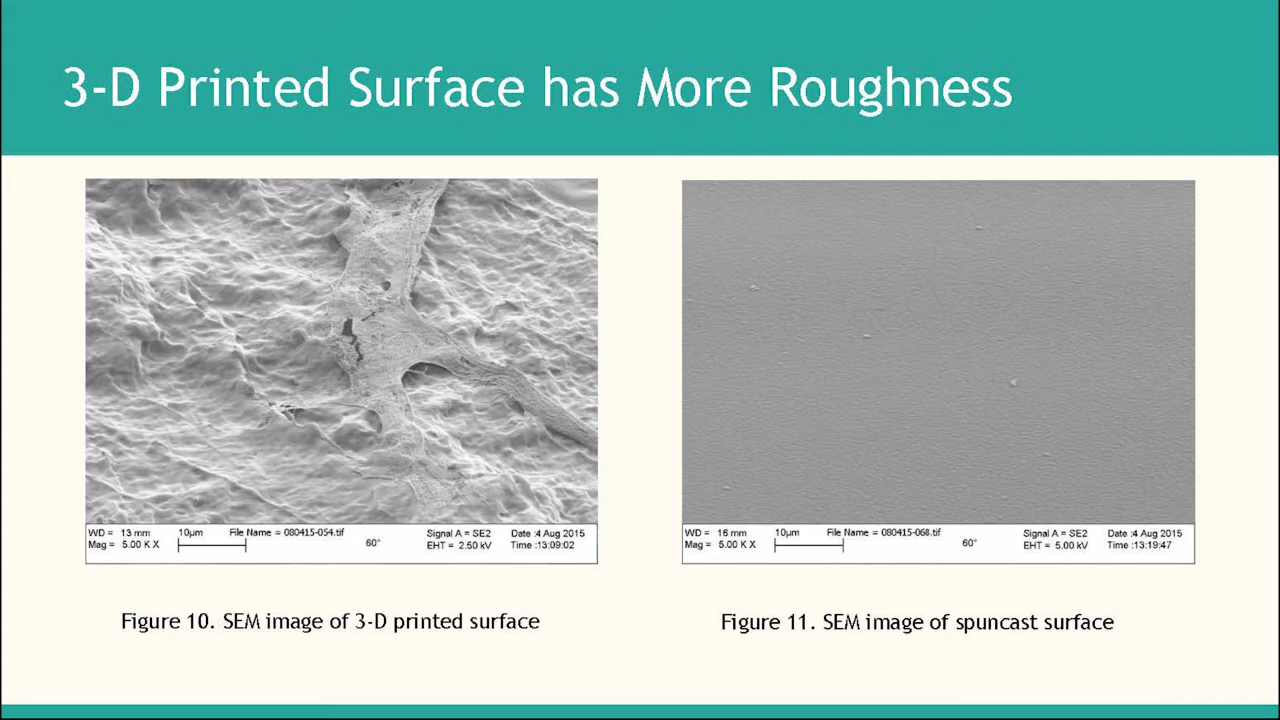 3-D Printed Surface has More Roughness
WD = 13 mm 10µm File Name = 080415-054.tif Signal A = SE2 Date :4 Aug 2015
Mag = 5.00 K X 60° EHT = 2.50 kV Time :13:09:02
WD = 16 mm 10µm File Name = 080415-068.tif Signal A = SE2 Date :4 Aug 2015
Mag = 5.00 K X 60° EHT = 5.00 kV Time :13:19:47
Figure 10. SEM image of 3-D printed surface
Figure 11. SEM image of spuncast surface